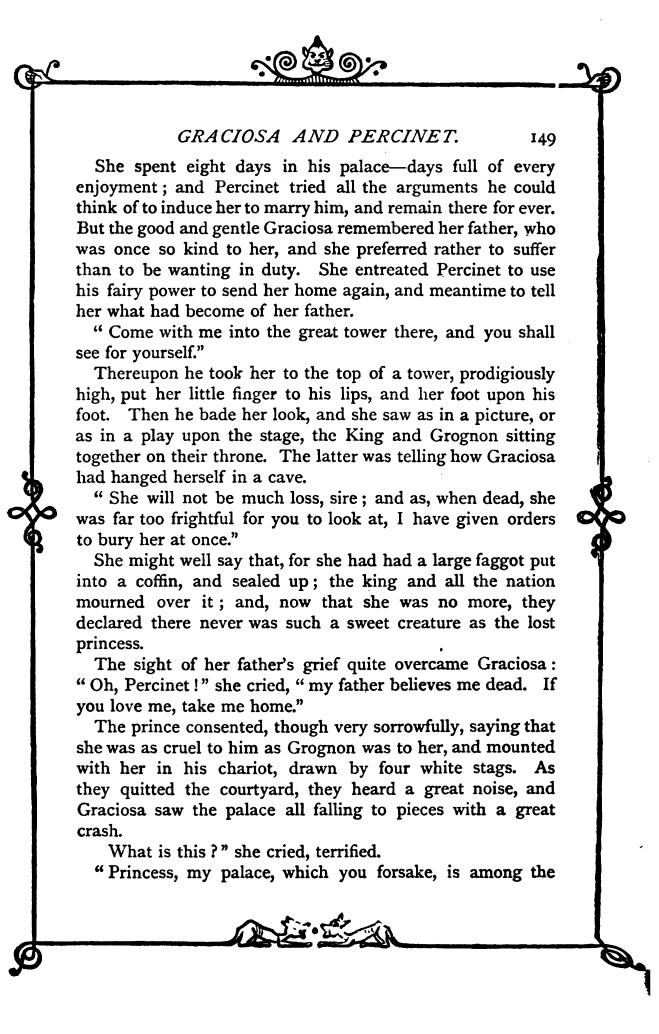 GRACIOSA AND PERCINET. 149
She spent eight days in his palace—days full of every
enjoyment ; and Percinet tried all the arguments he could
think of to induce her to marry him, and remain there for ever.
But the good and gentle Graciosa remembered her father, who
was once so kind to her, and she preferred rather to suffer
than to be wanting in duty. She entreated Percinet to use
his fairy power to send her home again, and meantime to tell
her what had become of her father.
“ Come with me into the great tower there, and you shall
see for yourself.”
Thereupon he took her to the top of a tower, prodigiously
high, put her little finger to his lips, and her foot upon his
foot. Then he bade her look, and she saw as in a picture, or
as in a play upon the stage, the King and Grognon sitting
together on their throne. The latter was telling how Graciosa
had hanged herself in a cave.
“ She will not be much loss, sire ; and as, when dead, she
was far too frightful for you to look at, I have given orders
to bury her at once.”
She might well say that, for she had had a large faggot put
into a coffin, and sealed up ; the king and all the nation
mourned over it ; and, now that she was no more, they
declared there never was such a sweet creature as the lost
princess.
The sight of her father’s grief quite overcame Graciosa :
“ Oh, Percinet ! ” she cried, “ my father believes me dead. If
you love me, take me home.”
The prince consented, though very sorrowfully, saying that
she was as cruel to him as Grognon was to her, and mounted
with her in his chariot, drawn by four white stags. As
they quitted the courtyard, they heard a great noise, and
Graciosa saw the palace all falling to pieces with a great
crash.
What is this ? ” she cried, terrified.
“ Princess, my palace, which you forsake, is among the